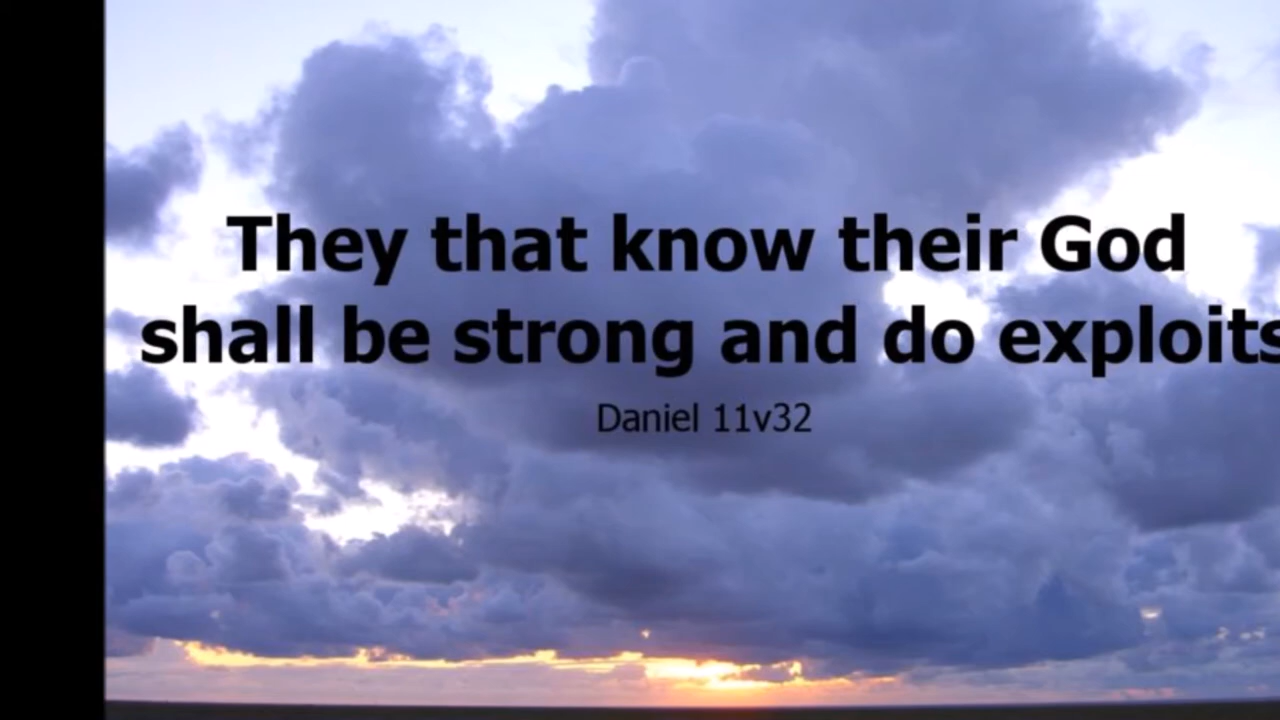 They that know their God
shall be strong and do exploits
Daniel 11v32